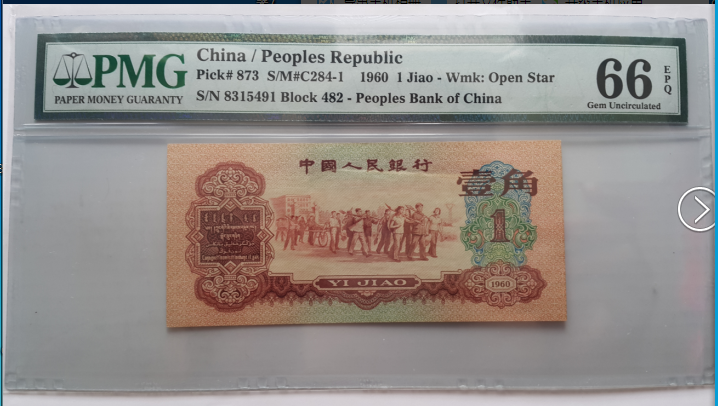 PMG
PAPER MONEY GUARANTY
China / Peoples Republic
Pick# 873 S/M#C284-1 1960 1 Jiao - Wmk: Open Star
S/N 8315491 Block 482 - Peoples Bank of China
66
EPQ
Gem Uncirculated
中國人民銀行
壹角
1
YI JIAO
1960